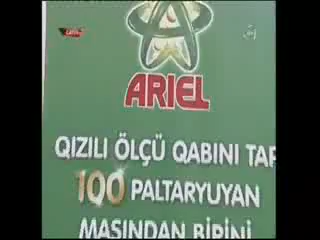 ARIEL
QIZILI ÖLÇÜ QABINI TAP
100 PALTARYUYAN
MAŞINDAN BİRİNİ